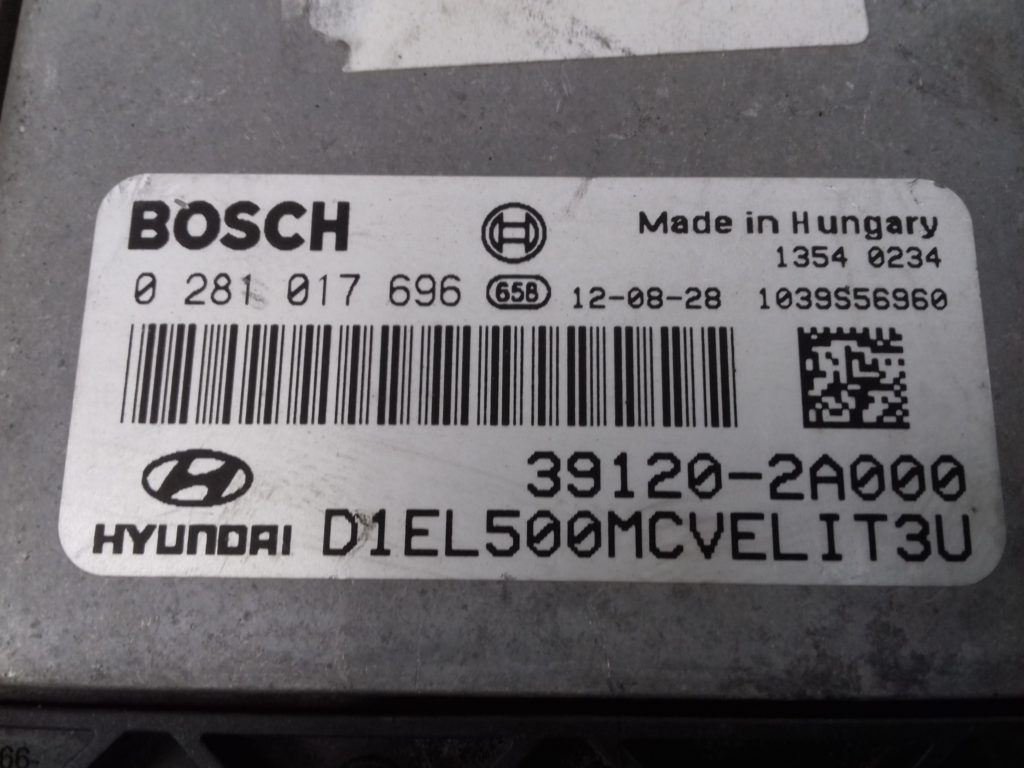 BOSCH
Made in Hungary
1354 0234
0 281 017 696 658 12-08-28 1039S56960
39120-2A000
HYUNDAI D1EL500MCVELIT3U
66-